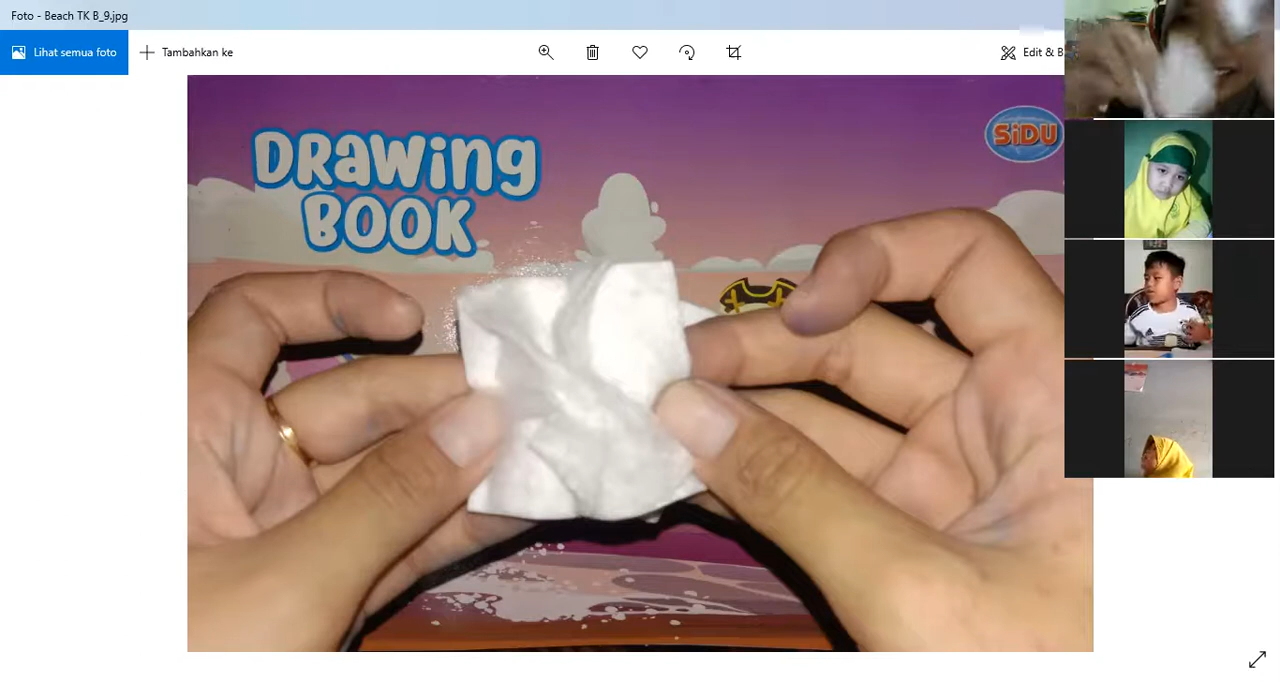 Foto - Beach TK B_9.jpg
Lihat semua foto
Tambahkan ke
Edit & B
DRawing
BOOK
SiDU